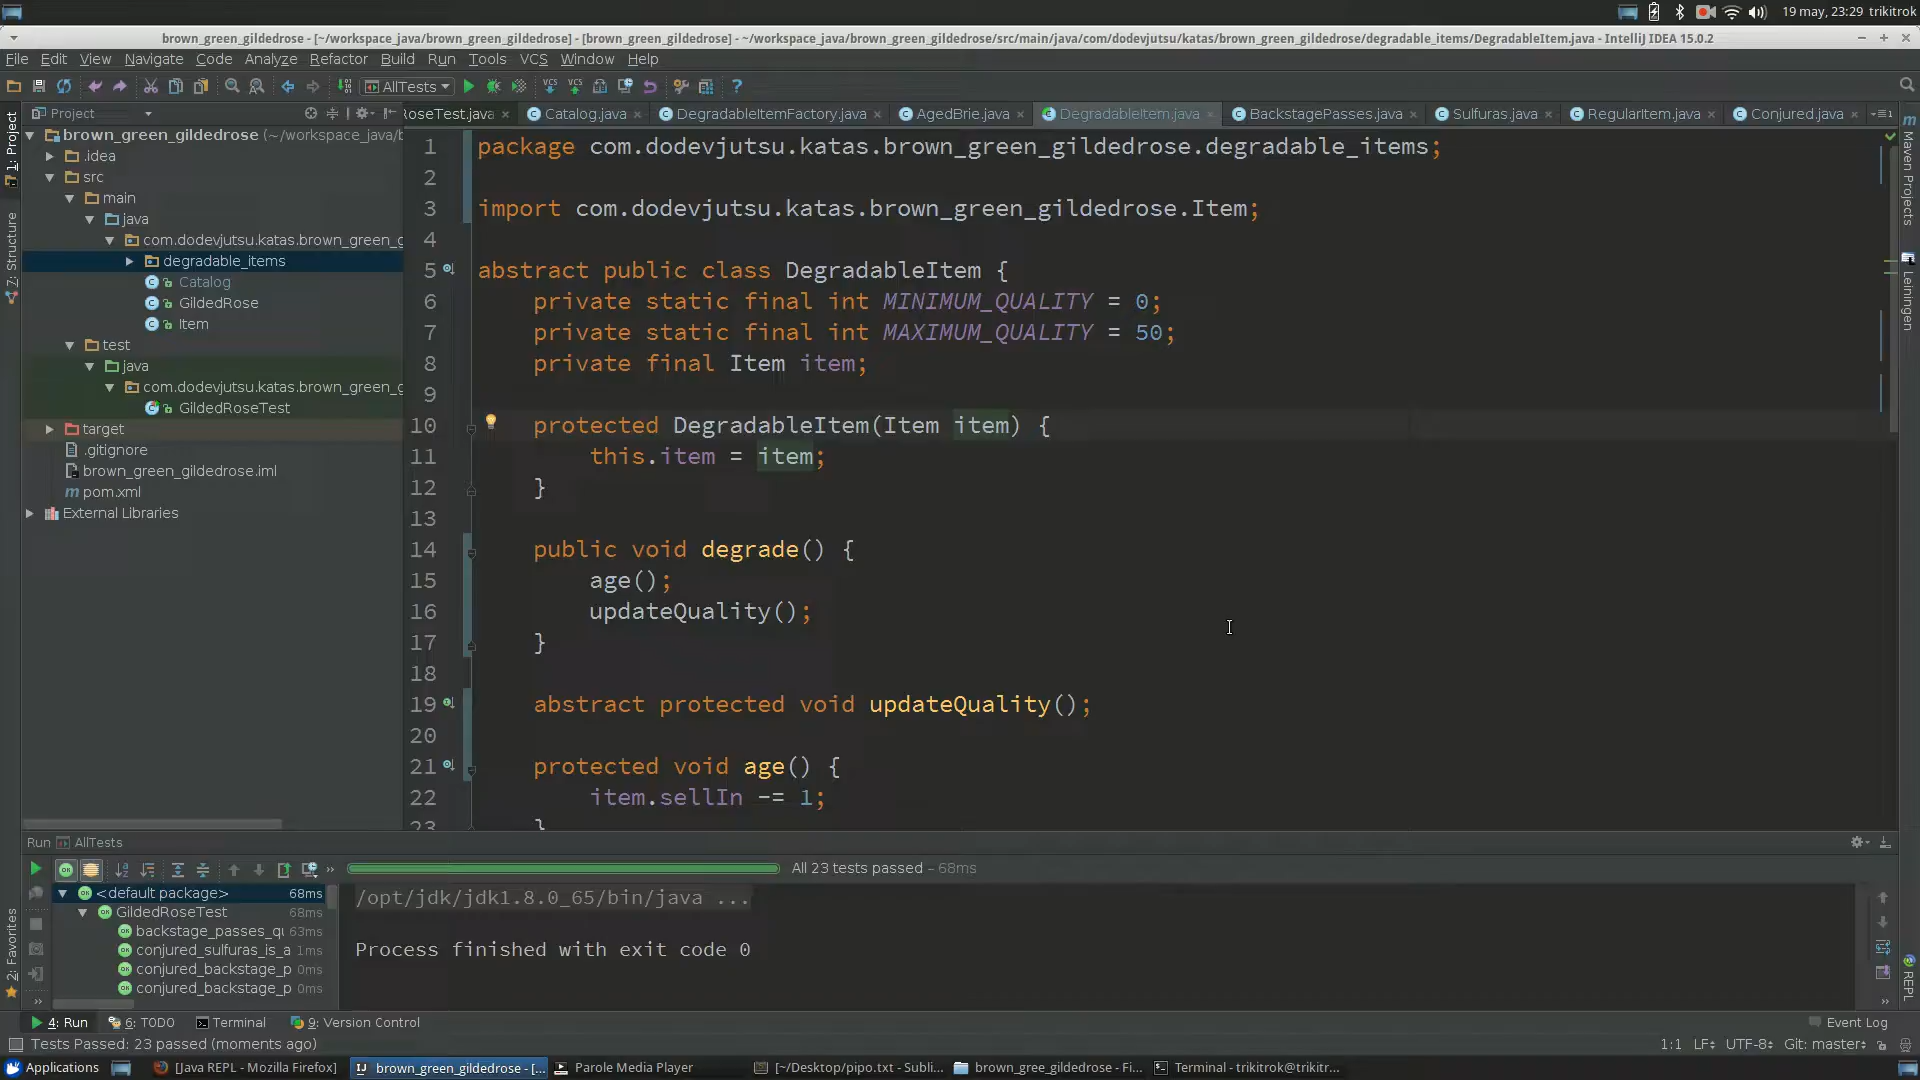 19 may, 23:29 trikitrok
brown_green_gildedrose - [~/workspace_java/brown_green_gildedrose] - [brown_green_gildedrose] - ~/workspace_java/brown_green_gildedrose/src/main/java/com/dodevjutsu/katas/brown_green_gildedrose/degradable_items/DegradableItem.java - IntelliJ IDEA 15.0.2
File Edit View Navigate Code Analyze Refactor Build Run Tools VCS Window Help
AllTests
Project
RoseTest.java Catalog.java DegradableItemFactory.java AgedBrie.java DegradableItem.java BackstagePasses.java Sulfuras.java RegularItem.java Conjured.java
1: Project
Z: Structure
2: Favorites
brown_green_gildedrose (~/workspace_java/b
.idea
src
main
java
com.dodevjutsu.katas.brown_green_g
degradable_items
Catalog
GildedRose
Item
test
java
com.dodevjutsu.katas.brown_green_g
GildedRoseTest
target
.gitignore
brown_green_gildedrose.iml
pom.xml
External Libraries
1 package com.dodevjutsu.katas.brown_green_gildedrose.degradable_items;
2
3 import com.dodevjutsu.katas.brown_green_gildedrose.Item;
4
5 abstract public class DegradableItem {
6 private static final int MINIMUM_QUALITY = 0;
7 private static final int MAXIMUM_QUALITY = 50;
8 private final Item item;
9
10 protected DegradableItem(Item item) {
11 this.item = item;
12 }
13
14 public void degrade() {
15 age();
16 updateQuality();
17 }
18
19 abstract protected void updateQuality();
20
21 protected void age() {
22 item.sellIn -= 1;
23 }
Maven Projects
Leiningen
REPL
Run AllTests
All 23 tests passed – 68ms
<default package> 68ms
GildedRoseTest 68ms
backstage_passes_qu 63ms
conjured_sulfuras_is_a 1ms
conjured_backstage_p 0ms
conjured_backstage_p 0ms
/opt/jdk/jdk1.8.0_65/bin/java ...
Process finished with exit code 0
4: Run 6: TODO Terminal 9: Version Control Event Log
Tests Passed: 23 passed (moments ago) 1:1 LF UTF-8 Git: master
Applications [Java REPL - Mozilla Firefox] brown_green_gildedrose - [... Parole Media Player [~/Desktop/pipo.txt - Subli... brown_gree_gildedrose - Fi... Terminal - trikitrok@trikitr...